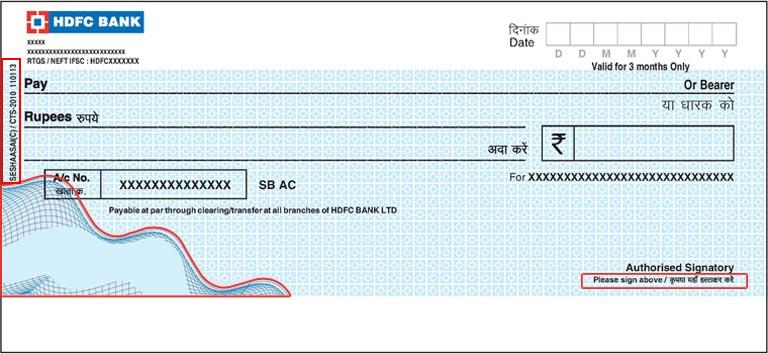 HDFC BANK
XXXXX
XXXXXXXXXXXXXXXXXXXXXXXXXX
RTGS / NEFT IFSC : HDFCXXXXXXX
दिनांक
Date
D D M M Y Y Y Y
Valid for 3 months Only
SESHAASAI(C) / CTS-2010 110113
Pay Or Bearer
या धारक को
Rupees रुपये
अदा करें ₹
A/c No. XXXXXXXXXXXXXX SB AC
खाता क्र.
For XXXXXXXXXXXXXXXXXXXXXXXXXXXXX
Payable at par through clearing/transfer at all branches of HDFC BANK LTD
Authorised Signatory
Please sign above / कृपया यहाँ हस्ताक्षर करें